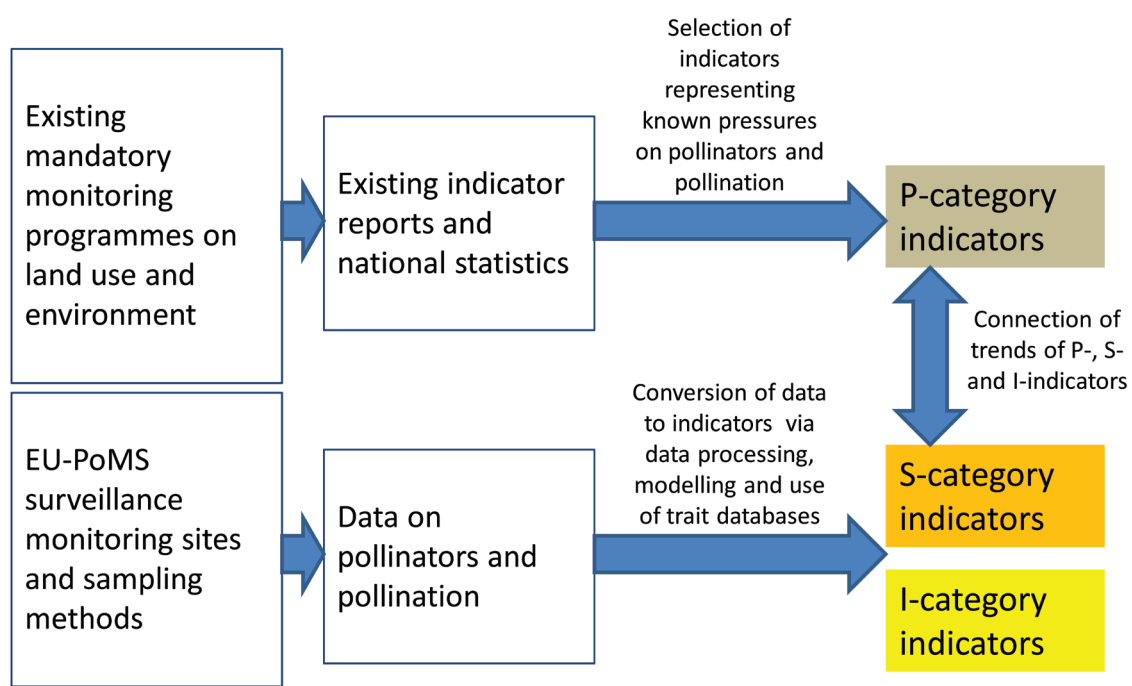 Existing
mandatory
monitoring
programmes on
land use and
environment
Existing indicator
reports and
national statistics
Selection of
indicators
representing
known pressures
on pollinators and
pollination
P-category
indicators
Connection of
trends of P-, S-
and I-indicators
EU-PoMS
surveillance
monitoring sites
and sampling
methods
Data on
pollinators and
pollination
Conversion of data
to indicators via
data processing,
modelling and use
of trait databases
S-category
indicators
I-category
indicators